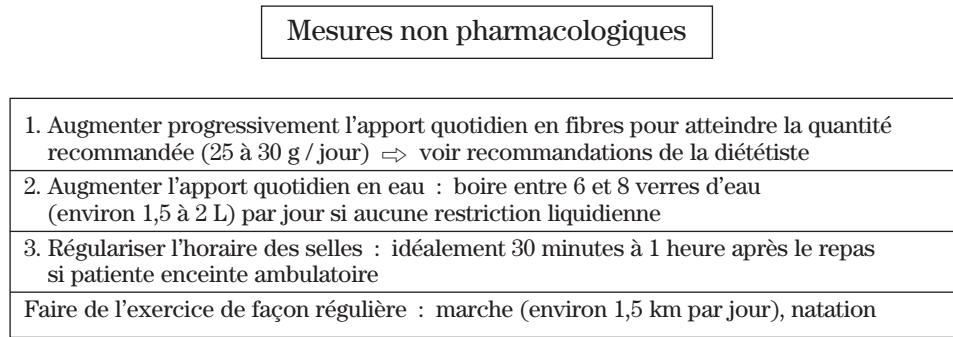 Mesures non pharmacologiques
1. Augmenter progressivement l'apport quotidien en fibres pour atteindre la quantité
recommandée (25 à 30 g / jour) ⇨ voir recommandations de la diététiste
2. Augmenter l'apport quotidien en eau : boire entre 6 et 8 verres d'eau
(environ 1,5 à 2 L) par jour si aucune restriction liquidienne
3. Régulariser l'horaire des selles : idéalement 30 minutes à 1 heure après le repas
si patiente enceinte ambulatoire
Faire de l'exercice de façon régulière : marche (environ 1,5 km par jour), natation